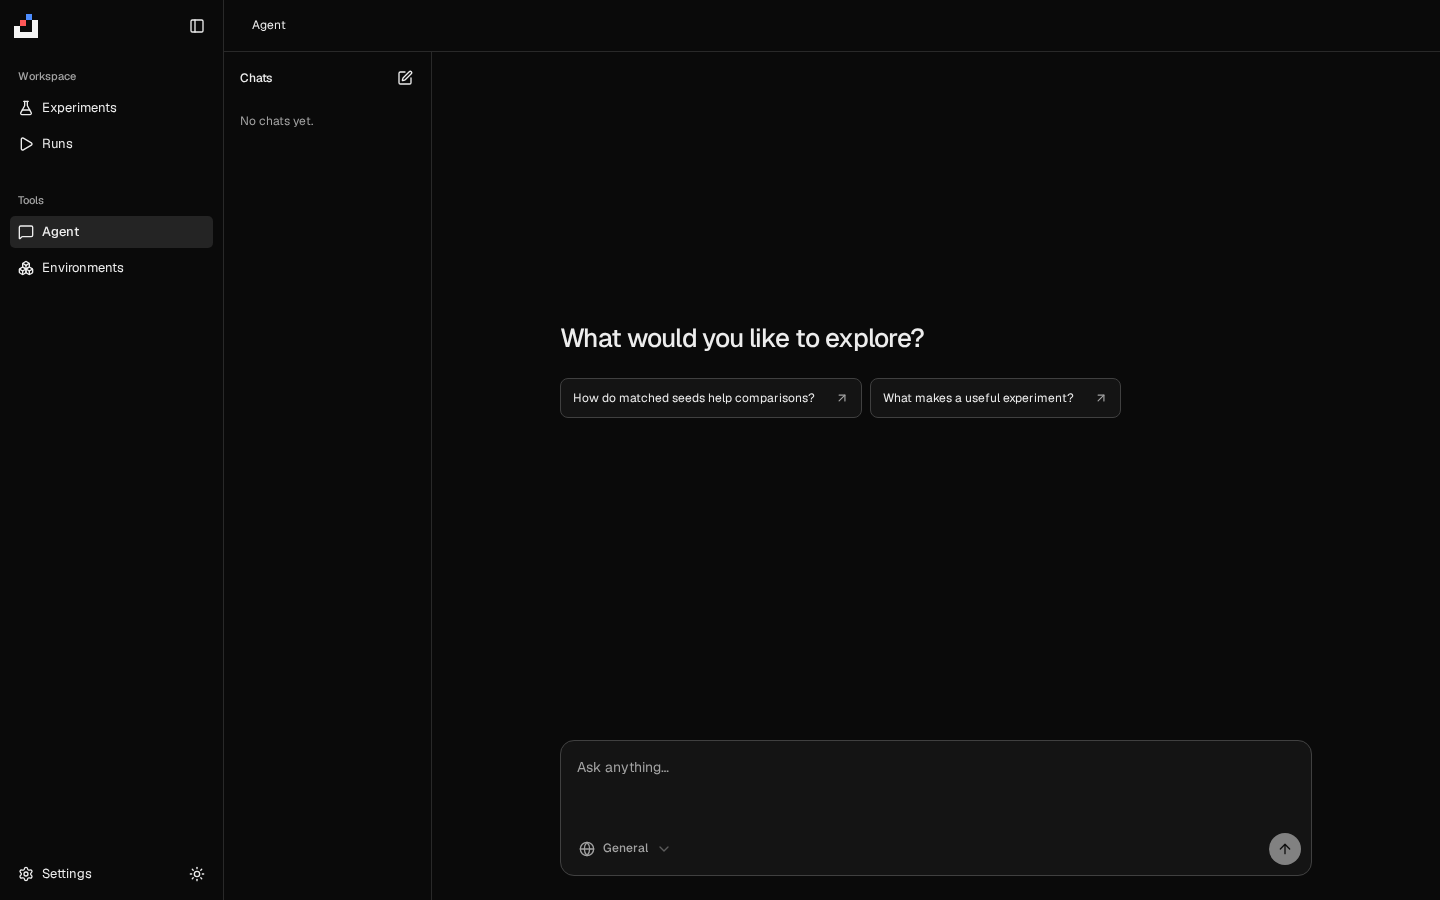 Agent
Workspace
Experiments
Runs
Tools
Agent
Environments
Settings
Chats
No chats yet.
What would you like to explore?
How do matched seeds help comparisons?
What makes a useful experiment?
Ask anything...
General